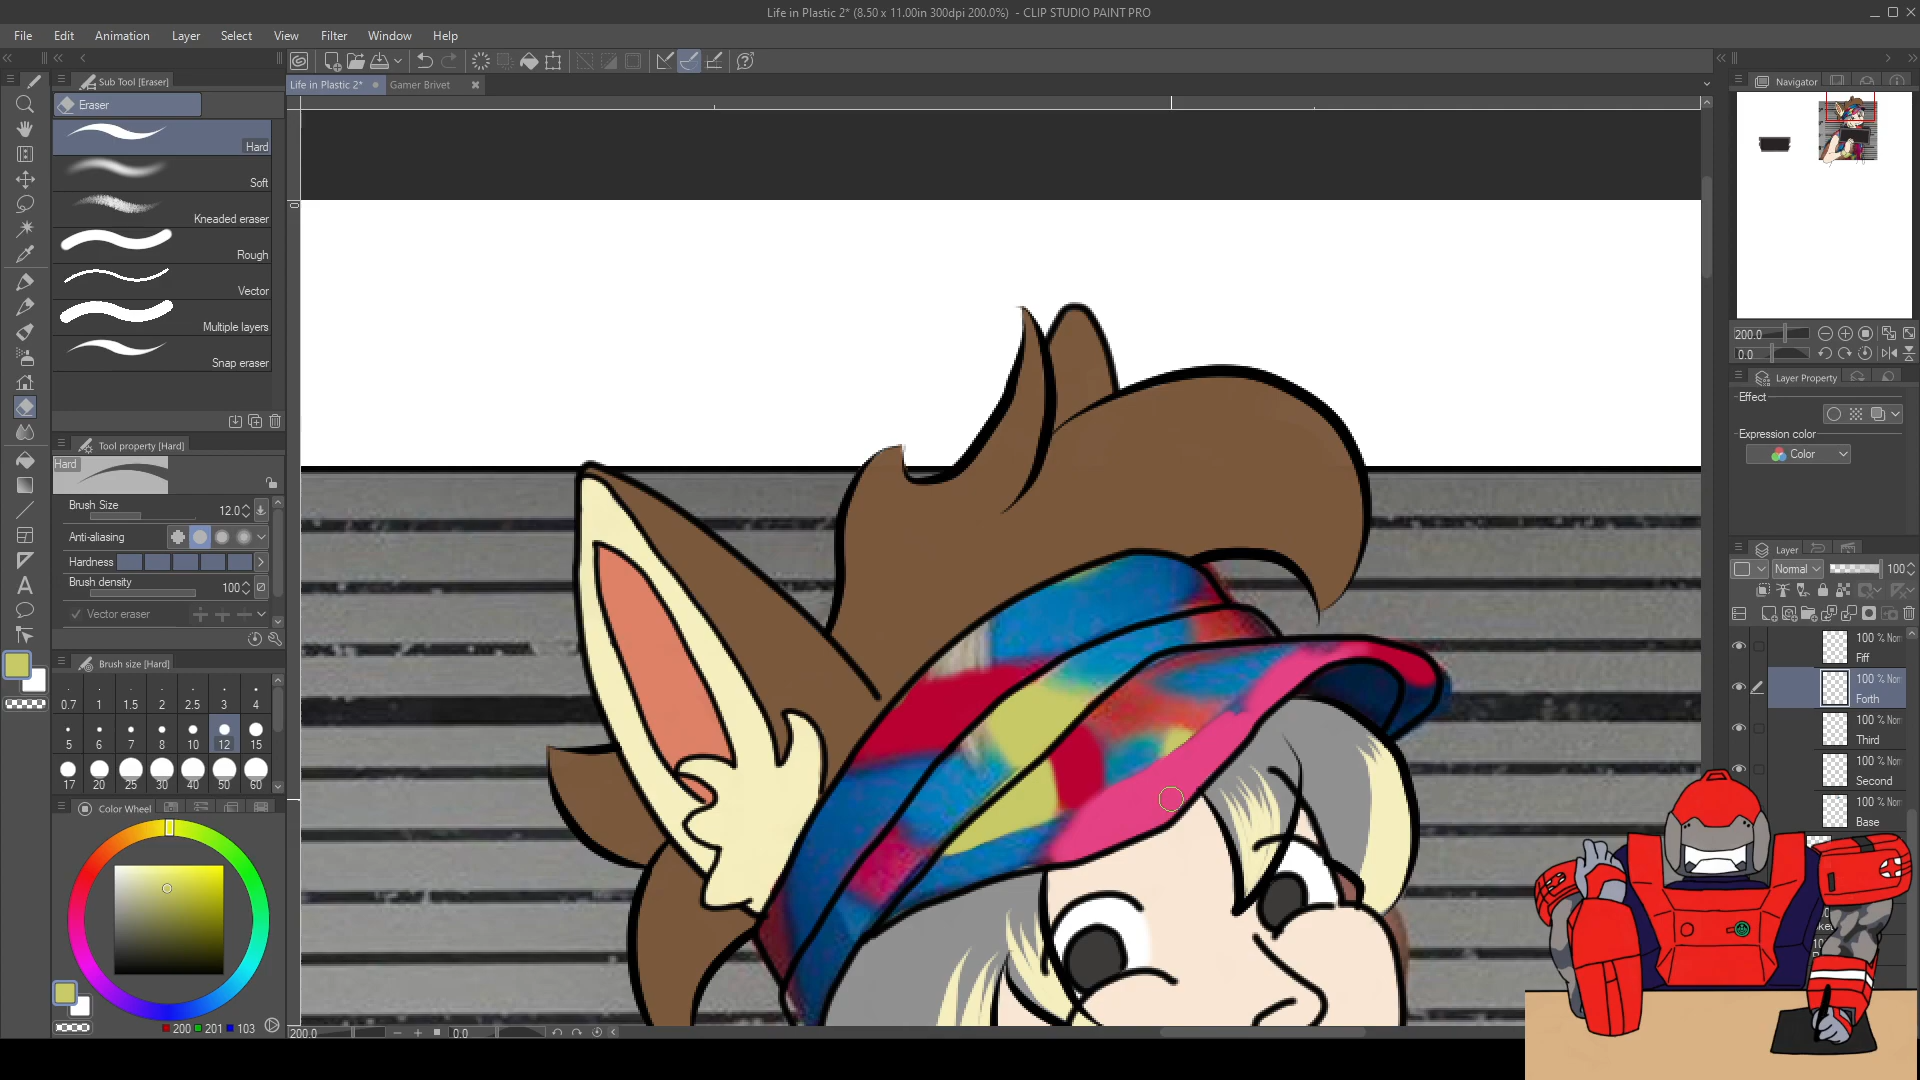 Life in Plastic 2* (8.50 x 11.00in 300dpi 200.0%) - CLIP STUDIO PAINT PRO
File Edit Animation Layer Select View Filter Window Help
Sub Tool [Eraser]
Eraser
Hard
Soft
Kneaded eraser
Rough
Vector
Multiple layers
Snap eraser
Tool property [Hard]
Hard
Brush Size 12.0
Anti-aliasing
Hardness
Brush density 100
Vector eraser
Brush size [Hard]
0.7 1 1.5 2 2.5 3 4
5 6 7 8 10 12 15
17 20 25 30 40 50 60
Color Wheel
200 201 103
Life in Plastic 2* Gamer Brivet
0
200.0 0.0
Navigator
200.0
0.0
Layer Property
Effect
Expression color
Color
Layer
Normal 100
100 % Nor
Fiff
100 % Nor
Forth
100 % Nor
Third
100 % Nor
Second
100 % Nor
Base